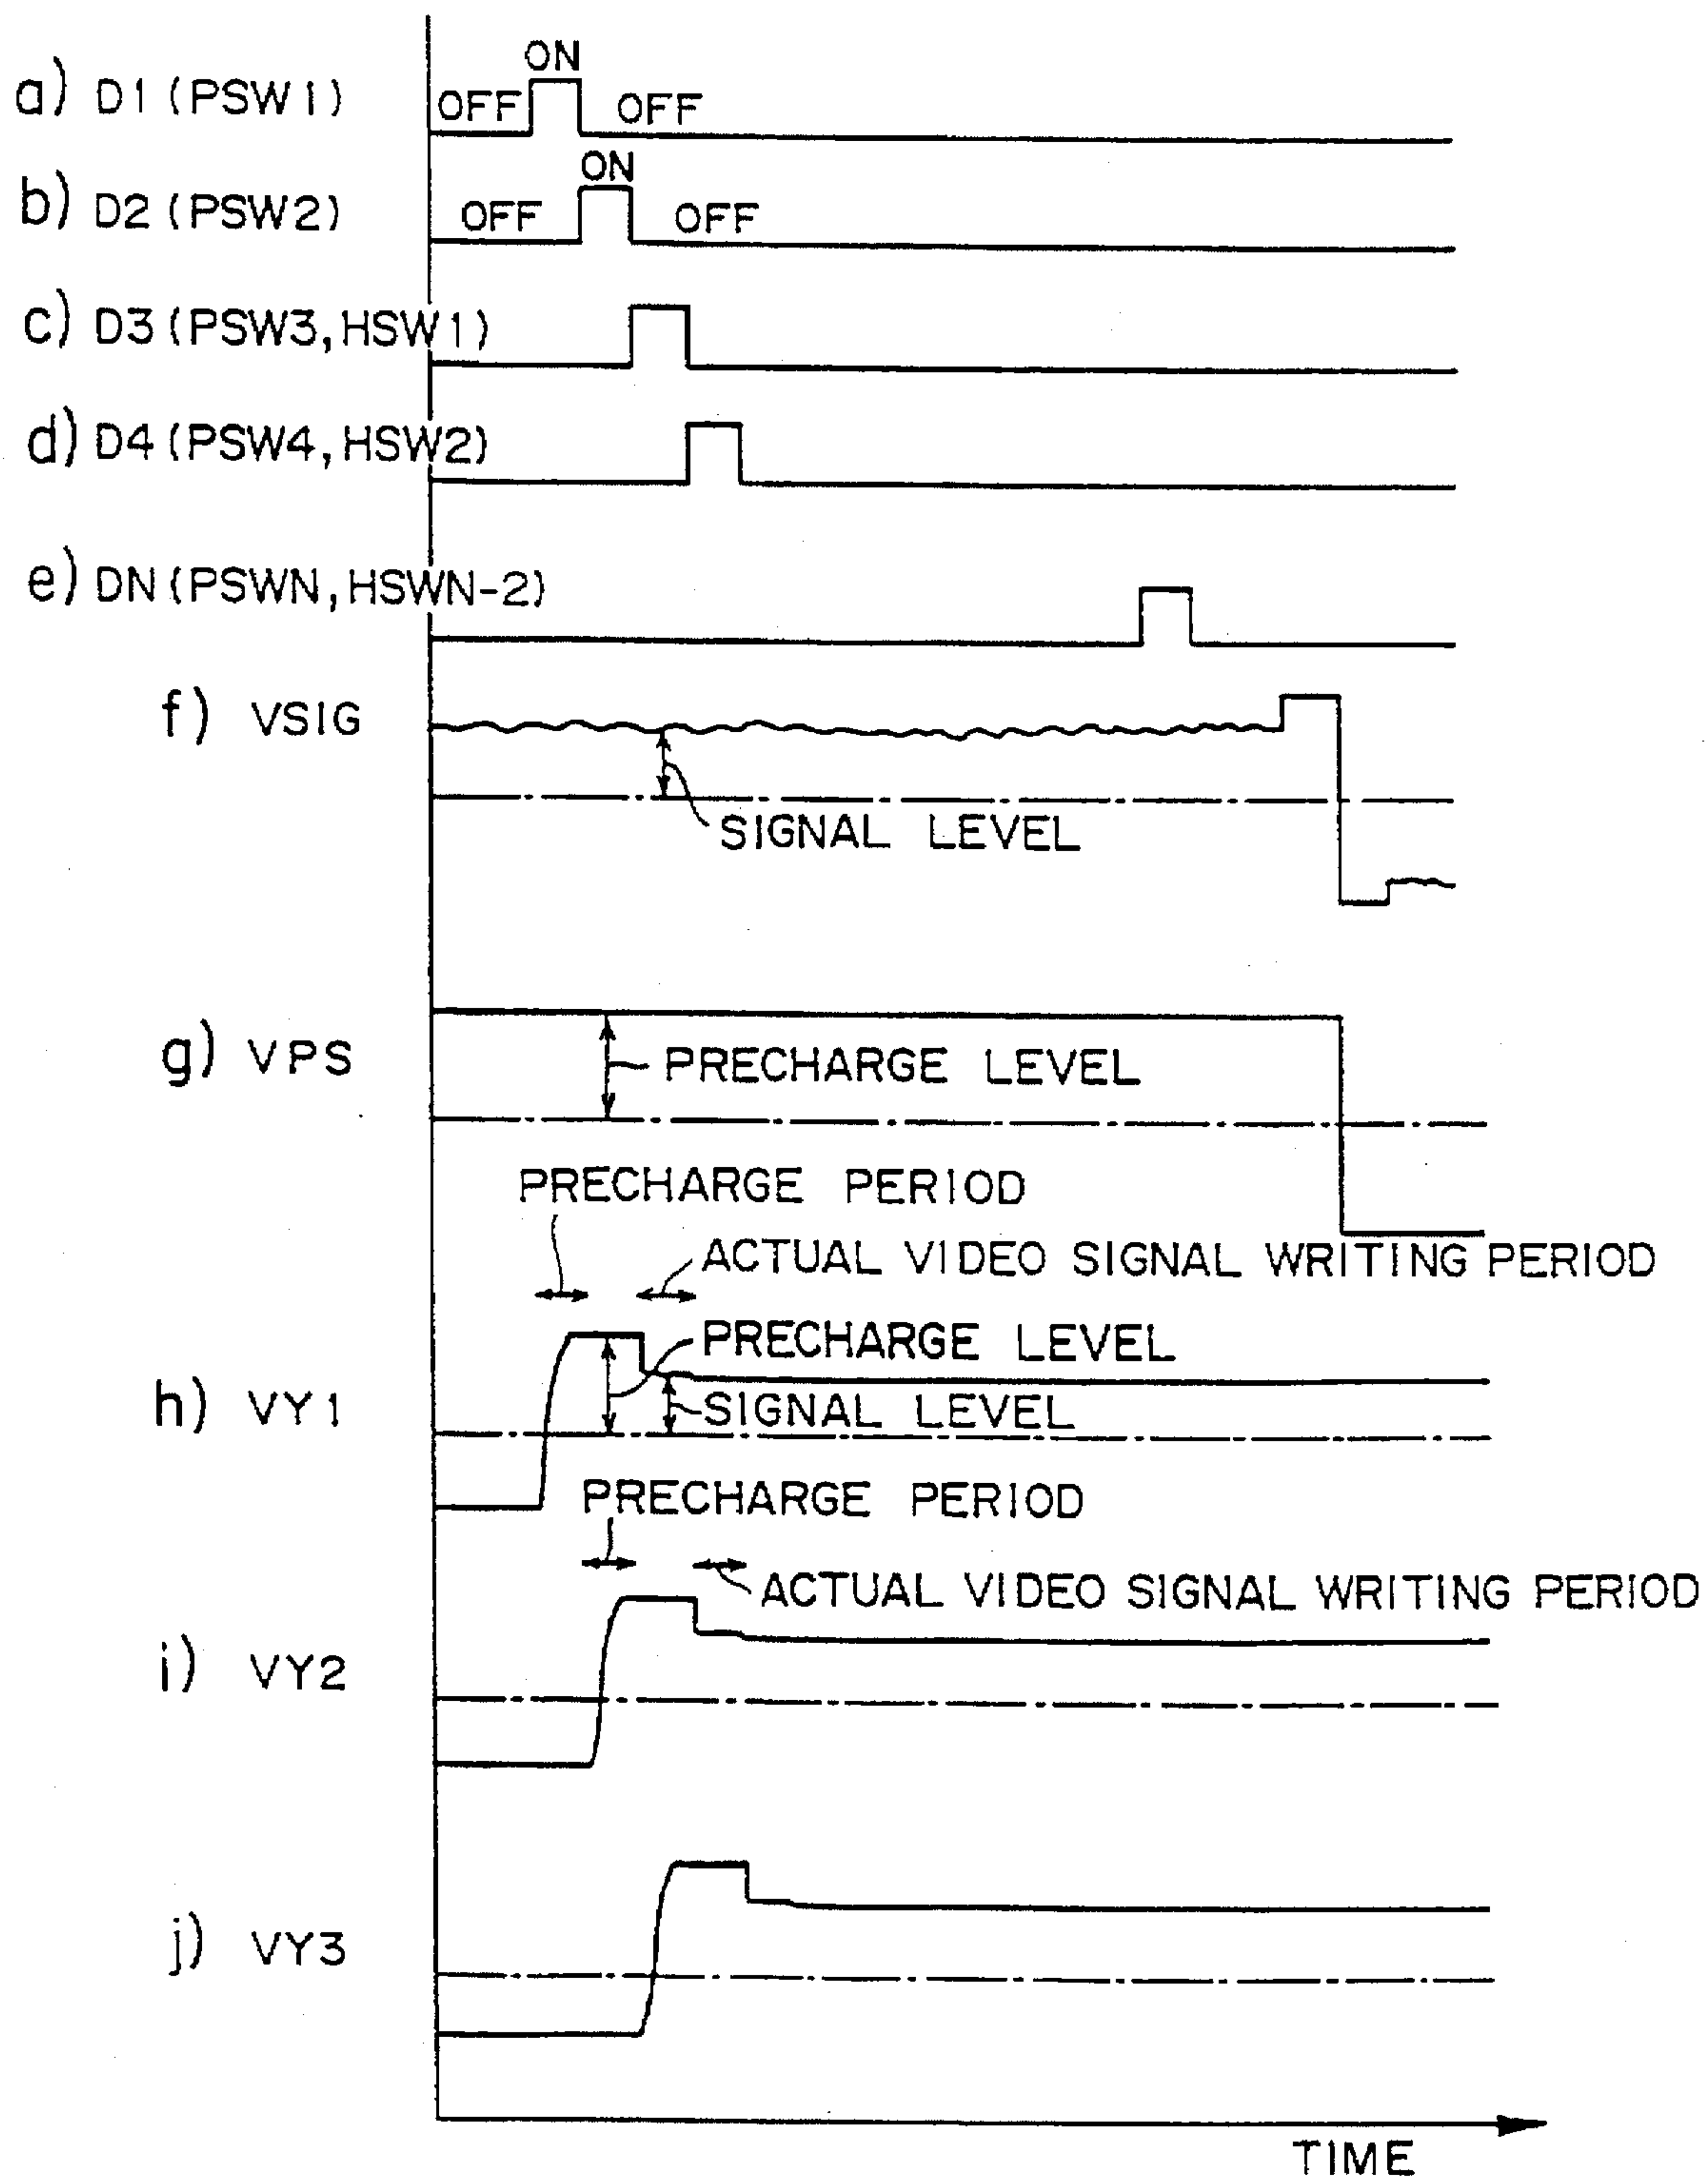 ON
a) D1 (PSW1)
OFF
OFF
ON
b) D2 (PSW2)
OFF
OFF
c) D3 (PSW3, HSW1)
d) D4 (PSW4, HSW2)
e) DN (PSWN, HSWN-2)
f) VSIG
SIGNAL LEVEL
g) VPS
PRECHARGE LEVEL
PRECHARGE PERIOD
ACTUAL VIDEO SIGNAL WRITING PERIOD
PRECHARGE LEVEL
h) VY1
SIGNAL LEVEL
PRECHARGE PERIOD
ACTUAL VIDEO SIGNAL WRITING PERIOD
i) VY2
j) VY3
TIME